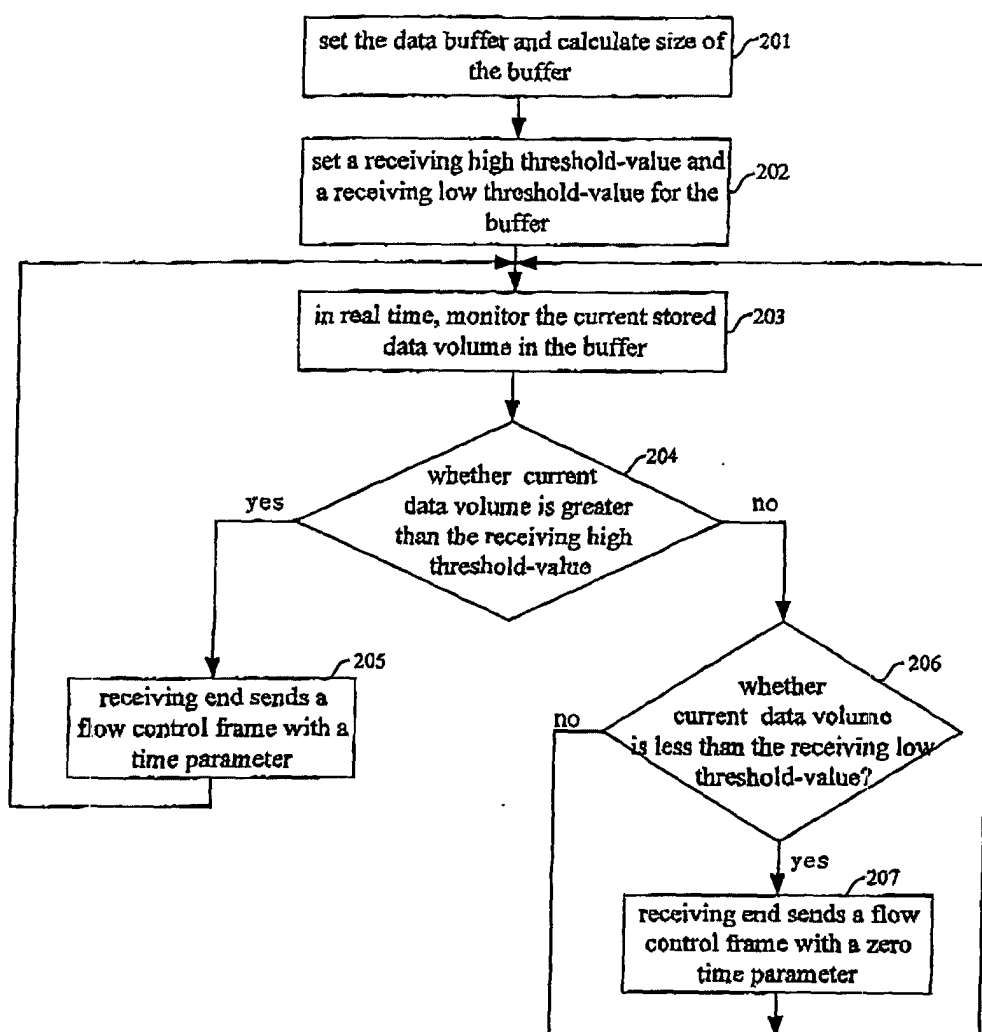 set the data buffer and calculate size of
the buffer
201
set a receiving high threshold-value and
a receiving low threshold-value for the
buffer
202
in real time, monitor the current stored
data volume in the buffer
203
204
whether current
data volume is greater
than the receiving high
threshold-value
yes
no
205
receiving end sends a
flow control frame with a
time parameter
206
whether
current data volume
is less than the receiving low
threshold-value?
no
yes
207
receiving end sends a flow
control frame with a zero
time parameter